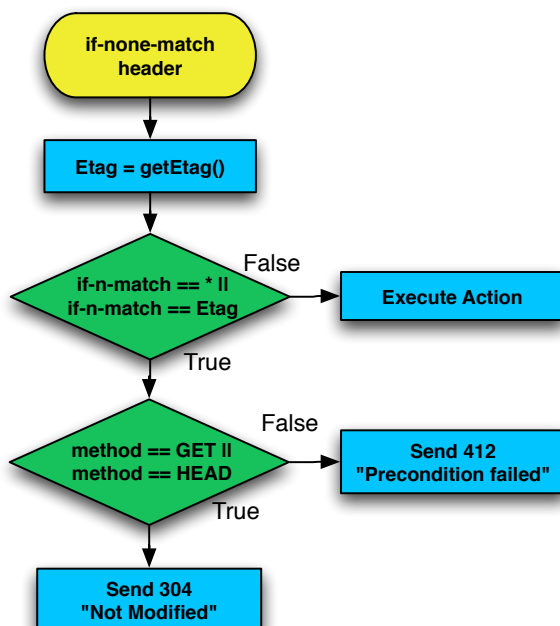 if-none-match
header
Etag = getEtag()
False
if-n-match == * ||
if-n-match == Etag
Execute Action
True
False
method == GET ||
method == HEAD
Send 412
"Precondition failed"
True
Send 304
"Not Modified"